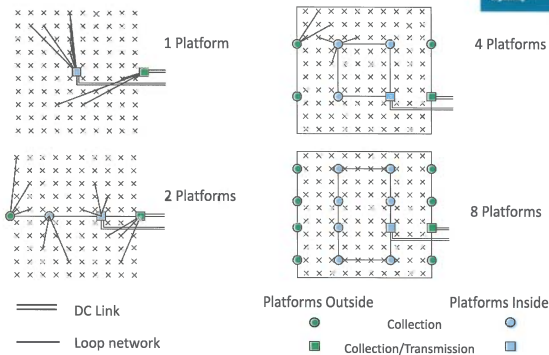 1 Platform
4 Platforms
2 Platforms
8 Platforms
DC Link
Loop network
Platforms Outside
Platforms Inside
Collection
Collection/Transmission